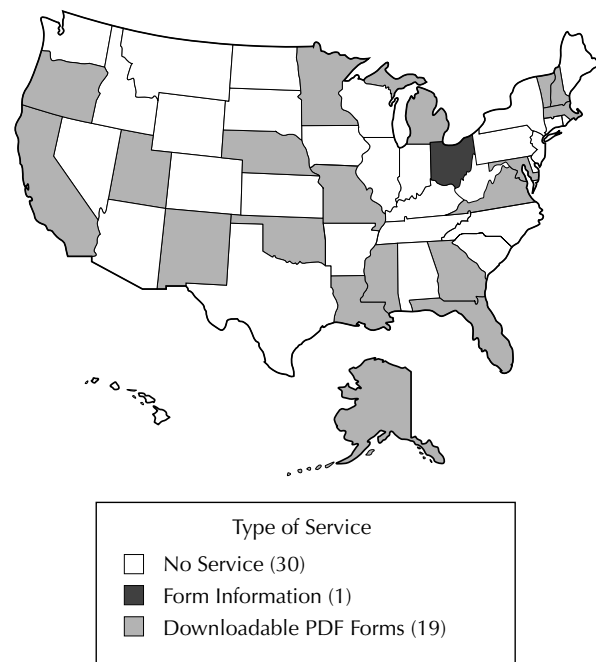 Type of Service
No Service (30)
Form Information (1)
Downloadable PDF Forms (19)